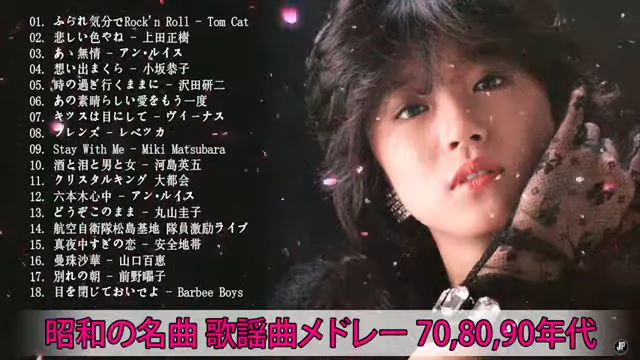 01. ふられ気分でRock'n Roll - Tom Cat
02. 悲しい色やね - 上田正樹
03. あゝ無情 - アン・ルイス
04. 想い出まくら - 小坂恭子
05. 時の過ぎ行くままに - 沢田研二
06. あの素晴らしい愛をもう一度
07. キツスは目にして - ヴィーナス
08. フレンズ - レベッカ
09. Stay With Me - Miki Matsubara
10. 酒と泪と男と女 - 河島英五
11. クリスタルキング 大都会
12. 六本木心中 - アン・ルイス
13. どうぞこのまま - 丸山圭子
14. 航空自衛隊松島基地 隊員激励ライブ
15. 真夜中すぎの恋 - 安全地帯
16. 曼珠沙華 - 山口百恵
17. 別れの朝 - 前野曜子
18. 目を閉じておいでよ - Barbee Boys
昭和の名曲 歌謡曲メドレー 70,80,90年代
JP